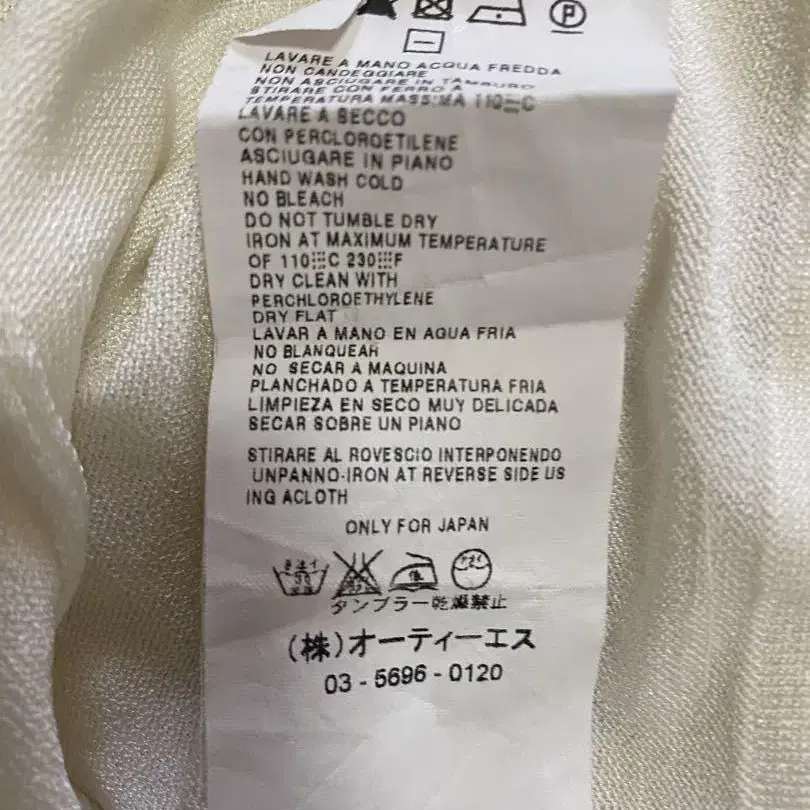 P
LAVARE A MANO ACQUA FREDDA
NON CANDEGGIARE
NON ASCIUGARE IN TAMBURO
STIRARE CON FERRO A
TEMPERATURA MASSIMA 110 C
LAVARE A SECCO
CON PERCLOROETILENE
ASCIUGARE IN PIANO
HAND WASH COLD
NO BLEACH
DO NOT TUMBLE DRY
IRON AT MAXIMUM TEMPERATURE
OF 110 C 230 F
DRY CLEAN WITH
PERCHLOROETHYLENE
DRY FLAT
LAVAR A MANO EN AQUA FRIA
NO BLANQUEAR
NO SECAR A MAQUINA
PLANCHADO A TEMPERATURA FRIA
LIMPIEZA EN SECO MUY DELICADA
SECAR SOBRE UN PIANO
STIRARE AL ROVESCIO INTERPONENDO
UNPANNO-IRON AT REVERSE SIDE US
ING ACLOTH
ONLY FOR JAPAN
タンブラー乾燥禁止
(株)オーティーエス
03-5696-0120